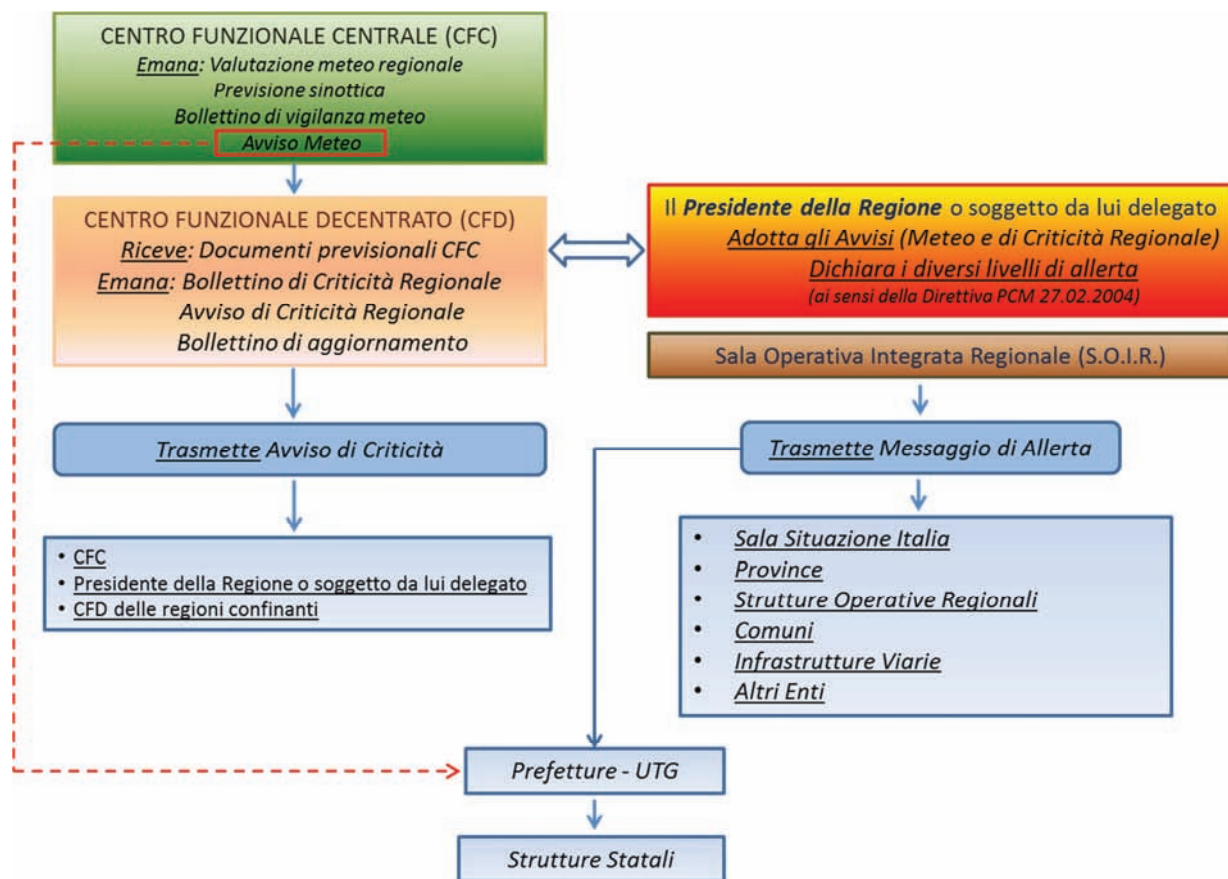 CENTRO FUNZIONALE CENTRALE (CFC)
Emana: Valutazione meteo regionale
Previsione sinottica
Bollettino di vigilanza meteo
Avviso Meteo
CENTRO FUNZIONALE DECENTRATO (CFD)
Riceve: Documenti previsionali CFC
Emana: Bollettino di Criticità Regionale
Avviso di Criticità Regionale
Bollettino di aggiornamento
Il Presidente della Regione o soggetto da lui delegato
Adotta gli Avvisi (Meteo e di Criticità Regionale)
Dichiara i diversi livelli di allerta
(ai sensi della Direttiva PCM 27.02.2004)
Sala Operativa Integrata Regionale (S.O.I.R.)
Trasmette Avviso di Criticità
Trasmette Messaggio di Allerta
• CFC
• Presidente della Regione o soggetto da lui delegato
• CFD delle regioni confinanti
• Sala Situazione Italia
• Province
• Strutture Operative Regionali
• Comuni
• Infrastrutture Viarie
• Altri Enti
Prefetture - UTG
Strutture Statali